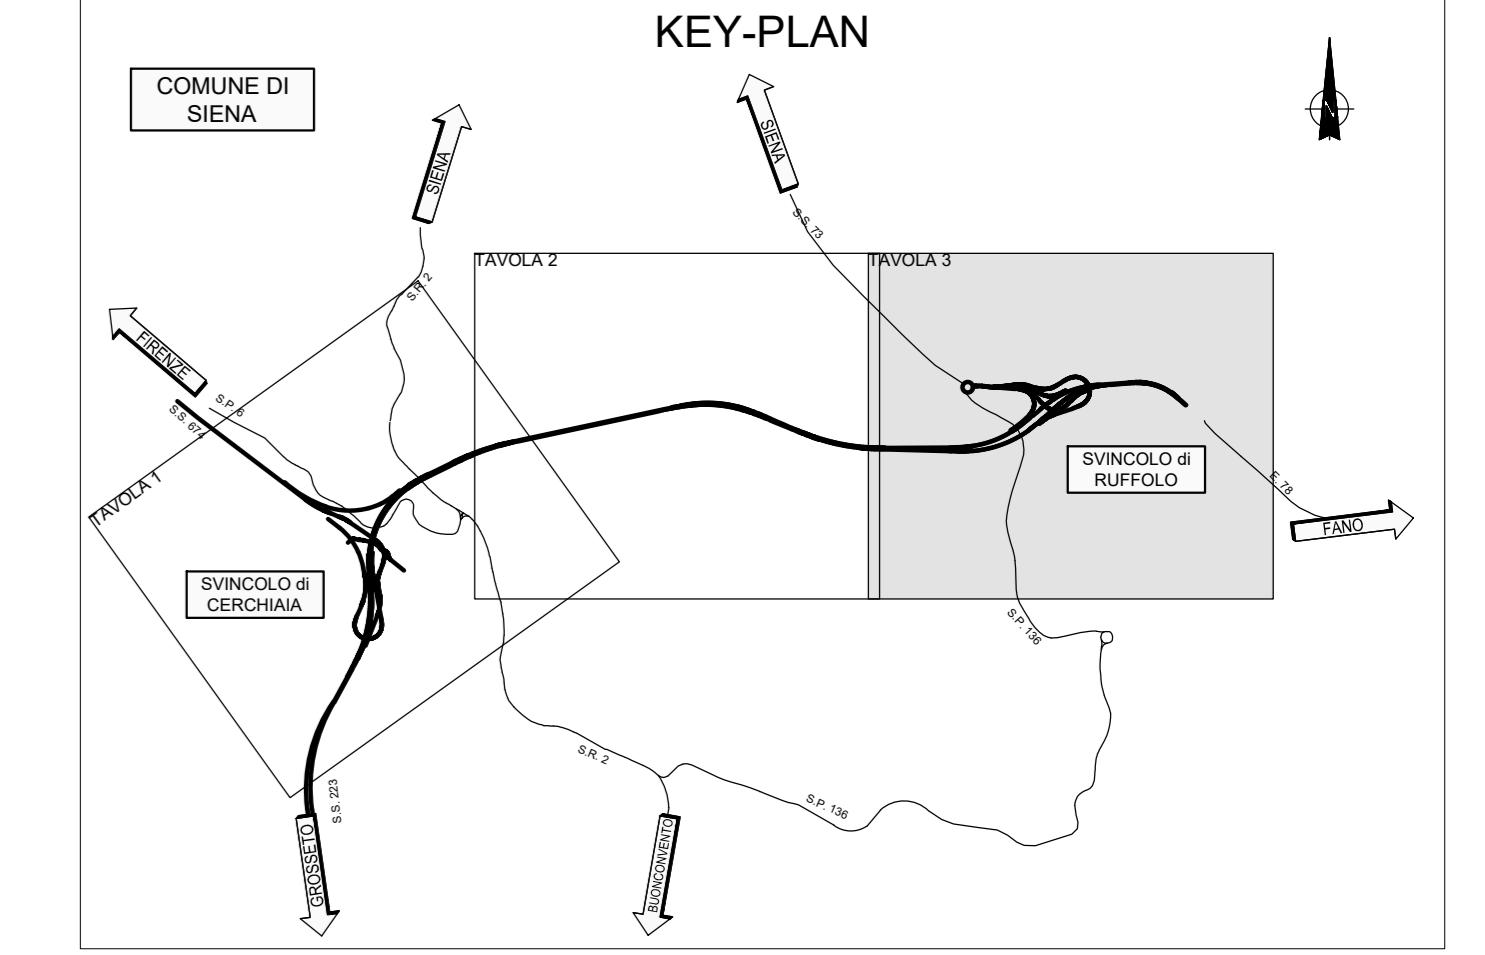 KEY-PLAN
COMUNE DI
SIENA
SIENA
SIENA
N
S.S. 73
TAVOLA 2
TAVOLA 3
S.R. 2
FIRENZE
S.P. 6
S.S. 674
TAVOLA 1
SVINCOLO di
RUFFOLO
E. 78
FANO
SVINCOLO di
CERCHIAIA
S.P. 136
S.R. 2
S.S. 223
S.P. 136
GROSSETO
BUONCONVENTO